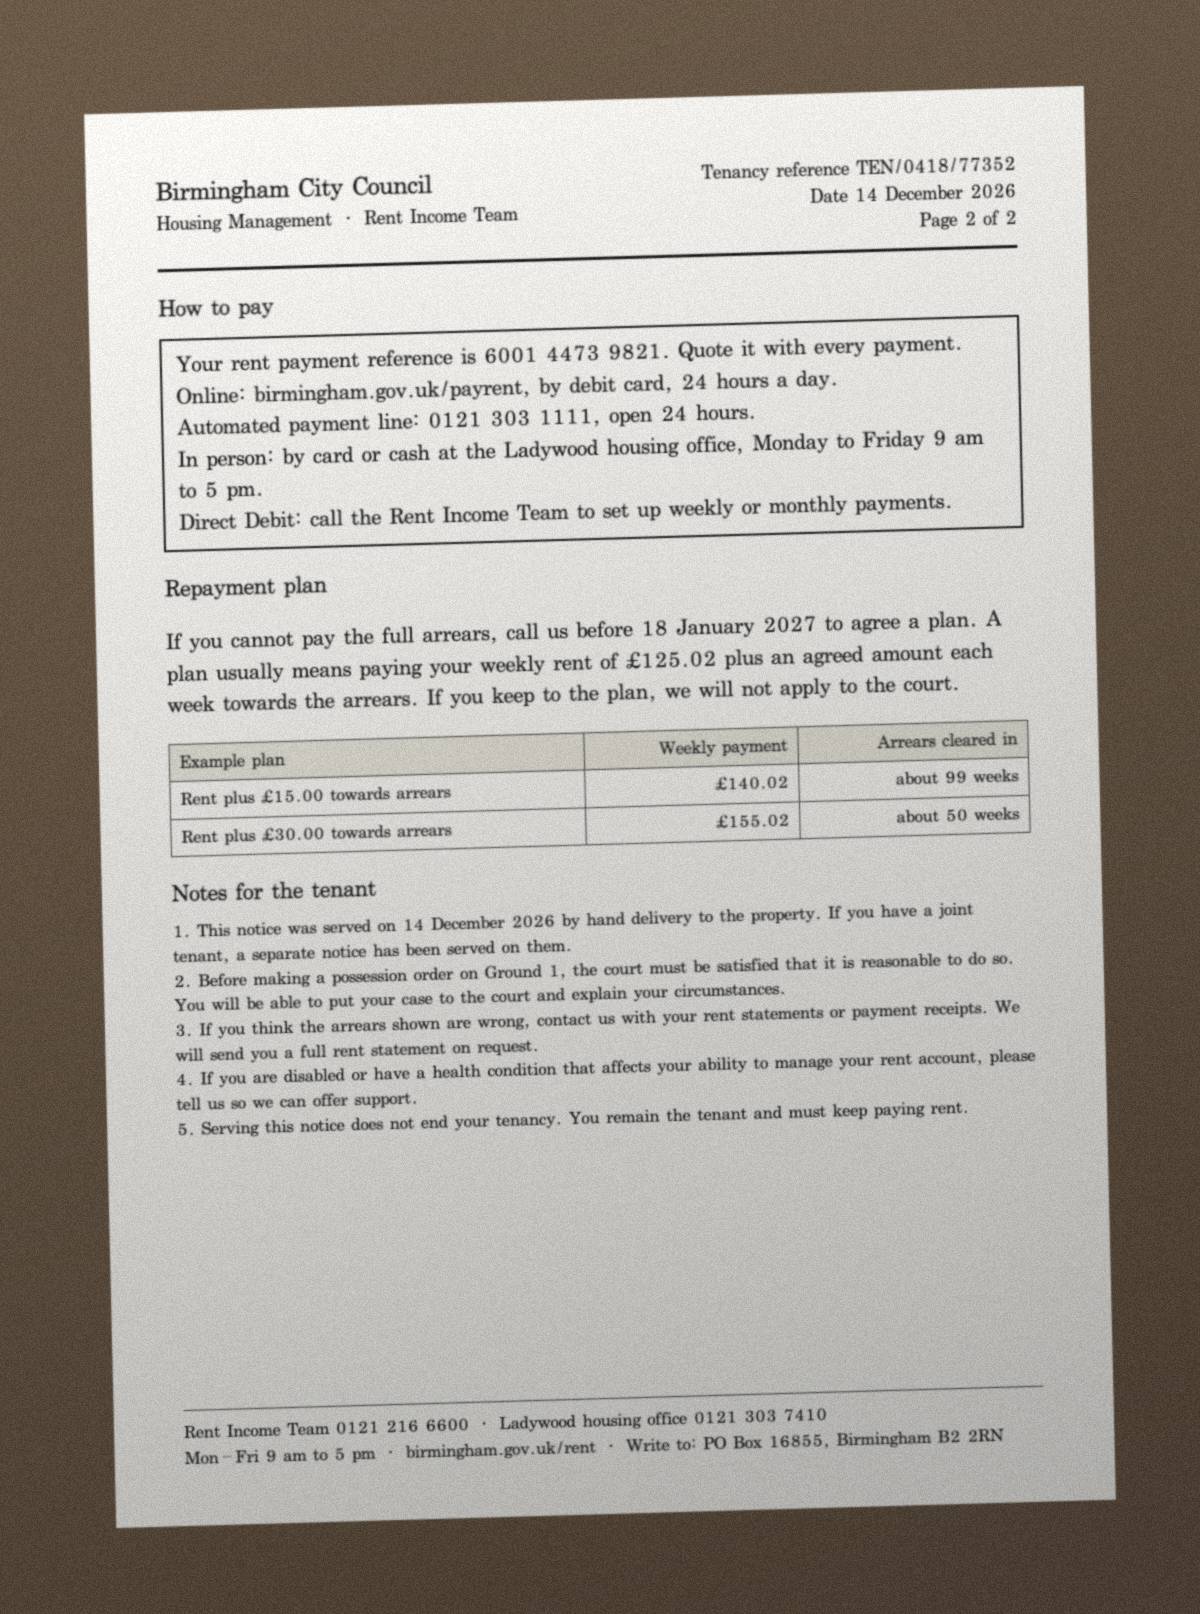 Birmingham City Council
Housing Management · Rent Income Team
Tenancy reference TEN/0418/77352
Date 14 December 2026
Page 2 of 2
How to pay
Your rent payment reference is 6001 4473 9821. Quote it with every payment.
Online: birmingham.gov.uk/payrent, by debit card, 24 hours a day.
Automated payment line: 0121 303 1111, open 24 hours.
In person: by card or cash at the Ladywood housing office, Monday to Friday 9 am
to 5 pm.
Direct Debit: call the Rent Income Team to set up weekly or monthly payments.
Repayment plan
If you cannot pay the full arrears, call us before 18 January 2027 to agree a plan. A
plan usually means paying your weekly rent of £125.02 plus an agreed amount each
week towards the arrears. If you keep to the plan, we will not apply to the court.
Example plan Weekly payment Arrears cleared in
Rent plus £15.00 towards arrears £140.02 about 99 weeks
Rent plus £30.00 towards arrears £155.02 about 50 weeks
Notes for the tenant
1. This notice was served on 14 December 2026 by hand delivery to the property. If you have a joint
tenant, a separate notice has been served on them.
2. Before making a possession order on Ground 1, the court must be satisfied that it is reasonable to do so.
You will be able to put your case to the court and explain your circumstances.
3. If you think the arrears shown are wrong, contact us with your rent statements or payment receipts. We
will send you a full rent statement on request.
4. If you are disabled or have a health condition that affects your ability to manage your rent account, please
tell us so we can offer support.
5. Serving this notice does not end your tenancy. You remain the tenant and must keep paying rent.
Rent Income Team 0121 216 6600 · Ladywood housing office 0121 303 7410
Mon–Fri 9 am to 5 pm · birmingham.gov.uk/rent · Write to: PO Box 16855, Birmingham B2 2RN